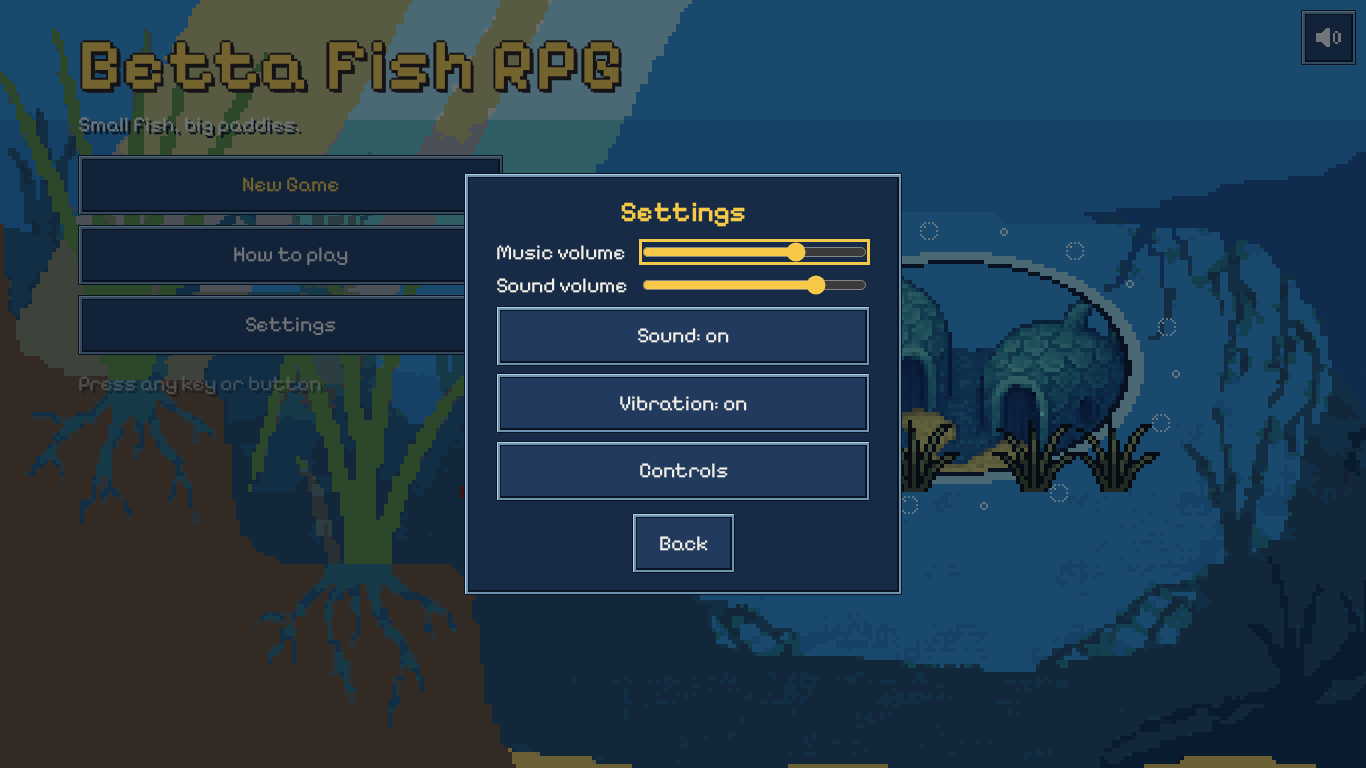 Betta Fish RPG
Small fish, big paddies.
New Game
How to play
Settings
Press any key or button
Settings
Music volume
Sound volume
Sound: on
Vibration: on
Controls
Back